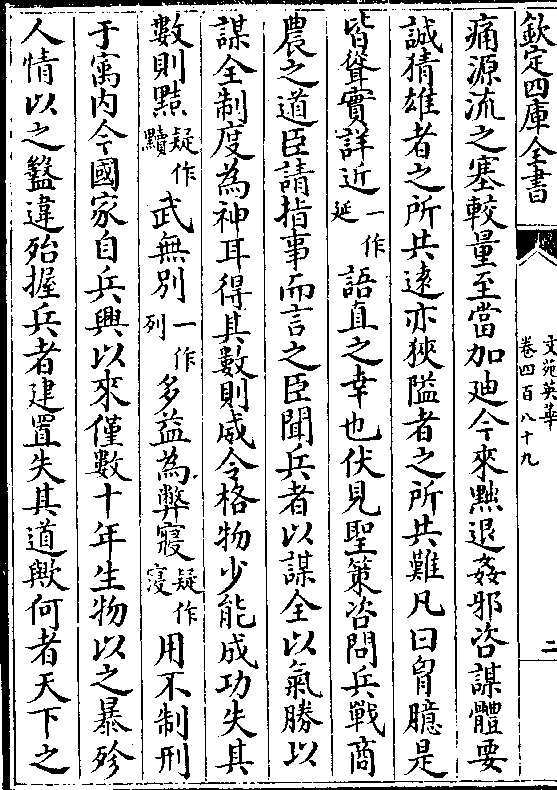 欽定四庫全書
文苑英華
卷四百八十九
二
痛源流之塞較量至當加廸今來㸃退姦邪咨謀體要
誠猜雄者之所共逺亦狹隘者之所共難凡曰胷臆是
皆聳實詳近一作延語直之幸也伏見聖策咨問兵戰商
農之道臣請指事而言之臣聞兵者以謀全以氣勝以
謀全制度為神耳得其數則威令格物少能成功失其
數則㸃疑作黷武無別一作列多益為弊寢疑作寖用不制刑
于㝢内今國家自兵興以來僅數十年生物以之暴殄
人情以之盭違殆握兵者建置失其道歟何者天下之